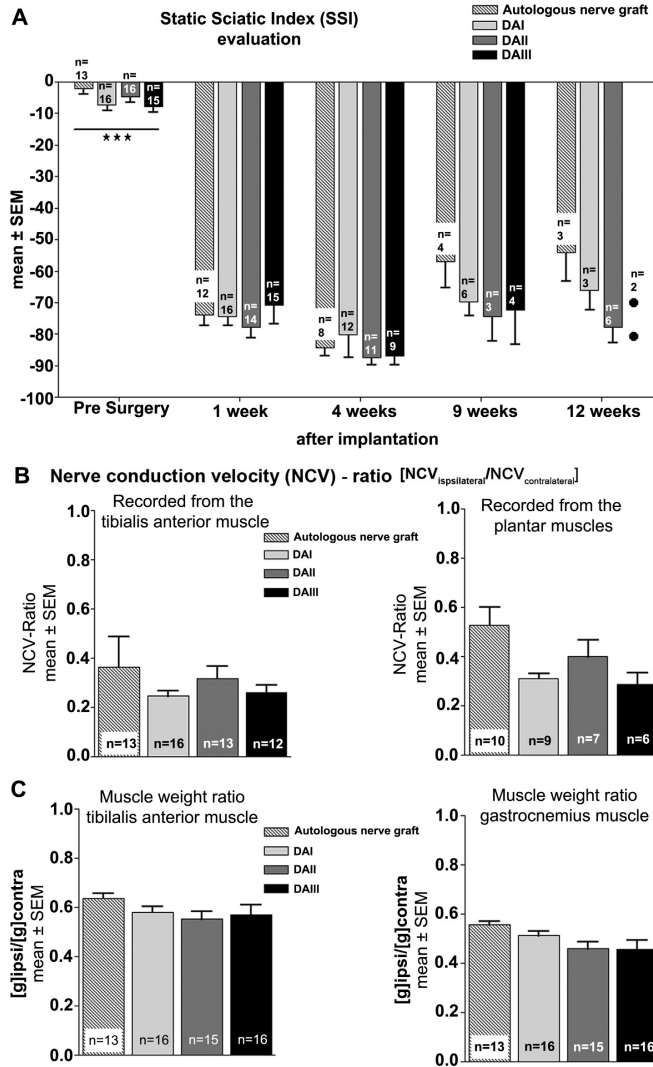 A
Static Sciatic Index (SSI)
evaluation
Autologous nerve graft
DAI
DAII
DAIII
mean ± SEM
0
-10
-20
-30
-40
-50
-60
-70
-80
-90
-100
n=
13
n=
16
n=
16
n=
15
★★★
n=
12
n=
16
n=
14
n=
15
n=
8
n=
12
n=
11
n=
9
n=
4
n=
6
n=
3
n=
4
n=
3
n=
3
n=
6
n=
2
Pre Surgery
1 week
4 weeks
9 weeks
12 weeks
after implantation
B
Nerve conduction velocity (NCV) - ratio [NCVispsilateral/NCVcontralateral]
Recorded from the
tibialis anterior muscle
Autologous nerve graft
DAI
DAII
DAIII
NCV-Ratio
mean ± SEM
1.0
0.8
0.6
0.4
0.2
0.0
n=13
n=16
n=13
n=12
Recorded from the
plantar muscles
NCV-Ratio
mean ± SEM
1.0
0.8
0.6
0.4
0.2
0.0
n=10
n=9
n=7
n=6
C
Muscle weight ratio
tibilalis anterior muscle
Autologous nerve graft
DAI
DAII
DAIII
[g]ipsi/[g]contra
mean ± SEM
1.0
0.8
0.6
0.4
0.2
0.0
n=13
n=16
n=15
n=16
Muscle weight ratio
gastrocnemius muscle
[g]ipsi/[g]contra
mean ± SEM
1.0
0.8
0.6
0.4
0.2
0.0
n=13
n=16
n=15
n=16